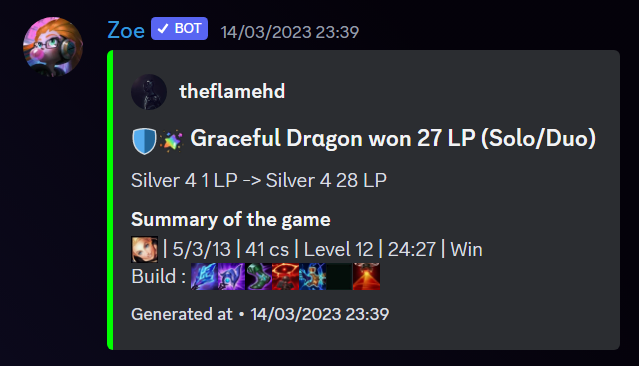 Zoe ✓ BOT 14/03/2023 23:39
theflamehd
Graceful Drɑgon won 27 LP (Solo/Duo)
Silver 4 1 LP -> Silver 4 28 LP
Summary of the game
| 5/3/13 | 41 cs | Level 12 | 24:27 | Win
Build :
Generated at • 14/03/2023 23:39